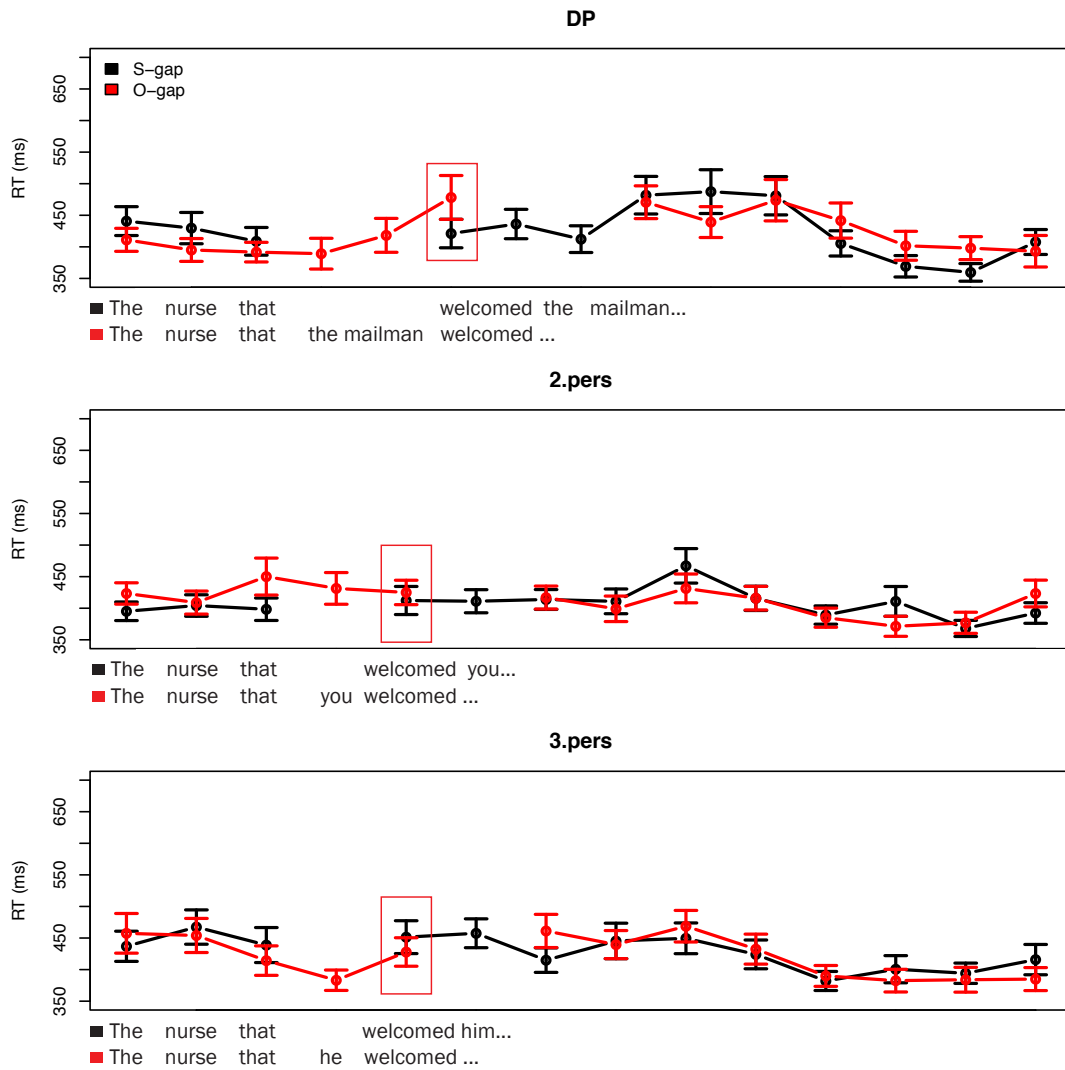 DP
S-gap
O-gap
RT (ms)
650
550
450
350
The nurse that welcomed the mailman...
The nurse that the mailman welcomed ...
2.pers
RT (ms)
650
550
450
350
The nurse that welcomed you...
The nurse that you welcomed ...
3.pers
RT (ms)
650
550
450
350
The nurse that welcomed him...
The nurse that he welcomed ...